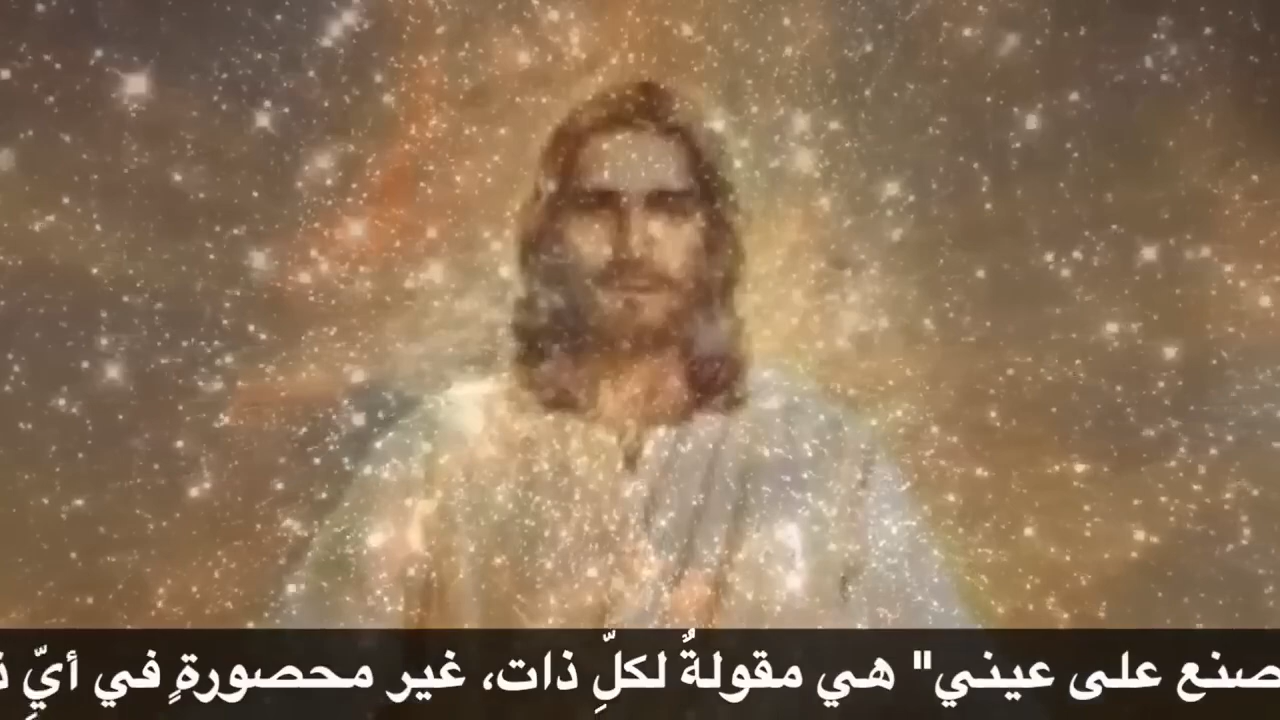 صنع على عيني" هي مقولةٌ لكلِّ ذات، غير محصورةٍ في أيِّ